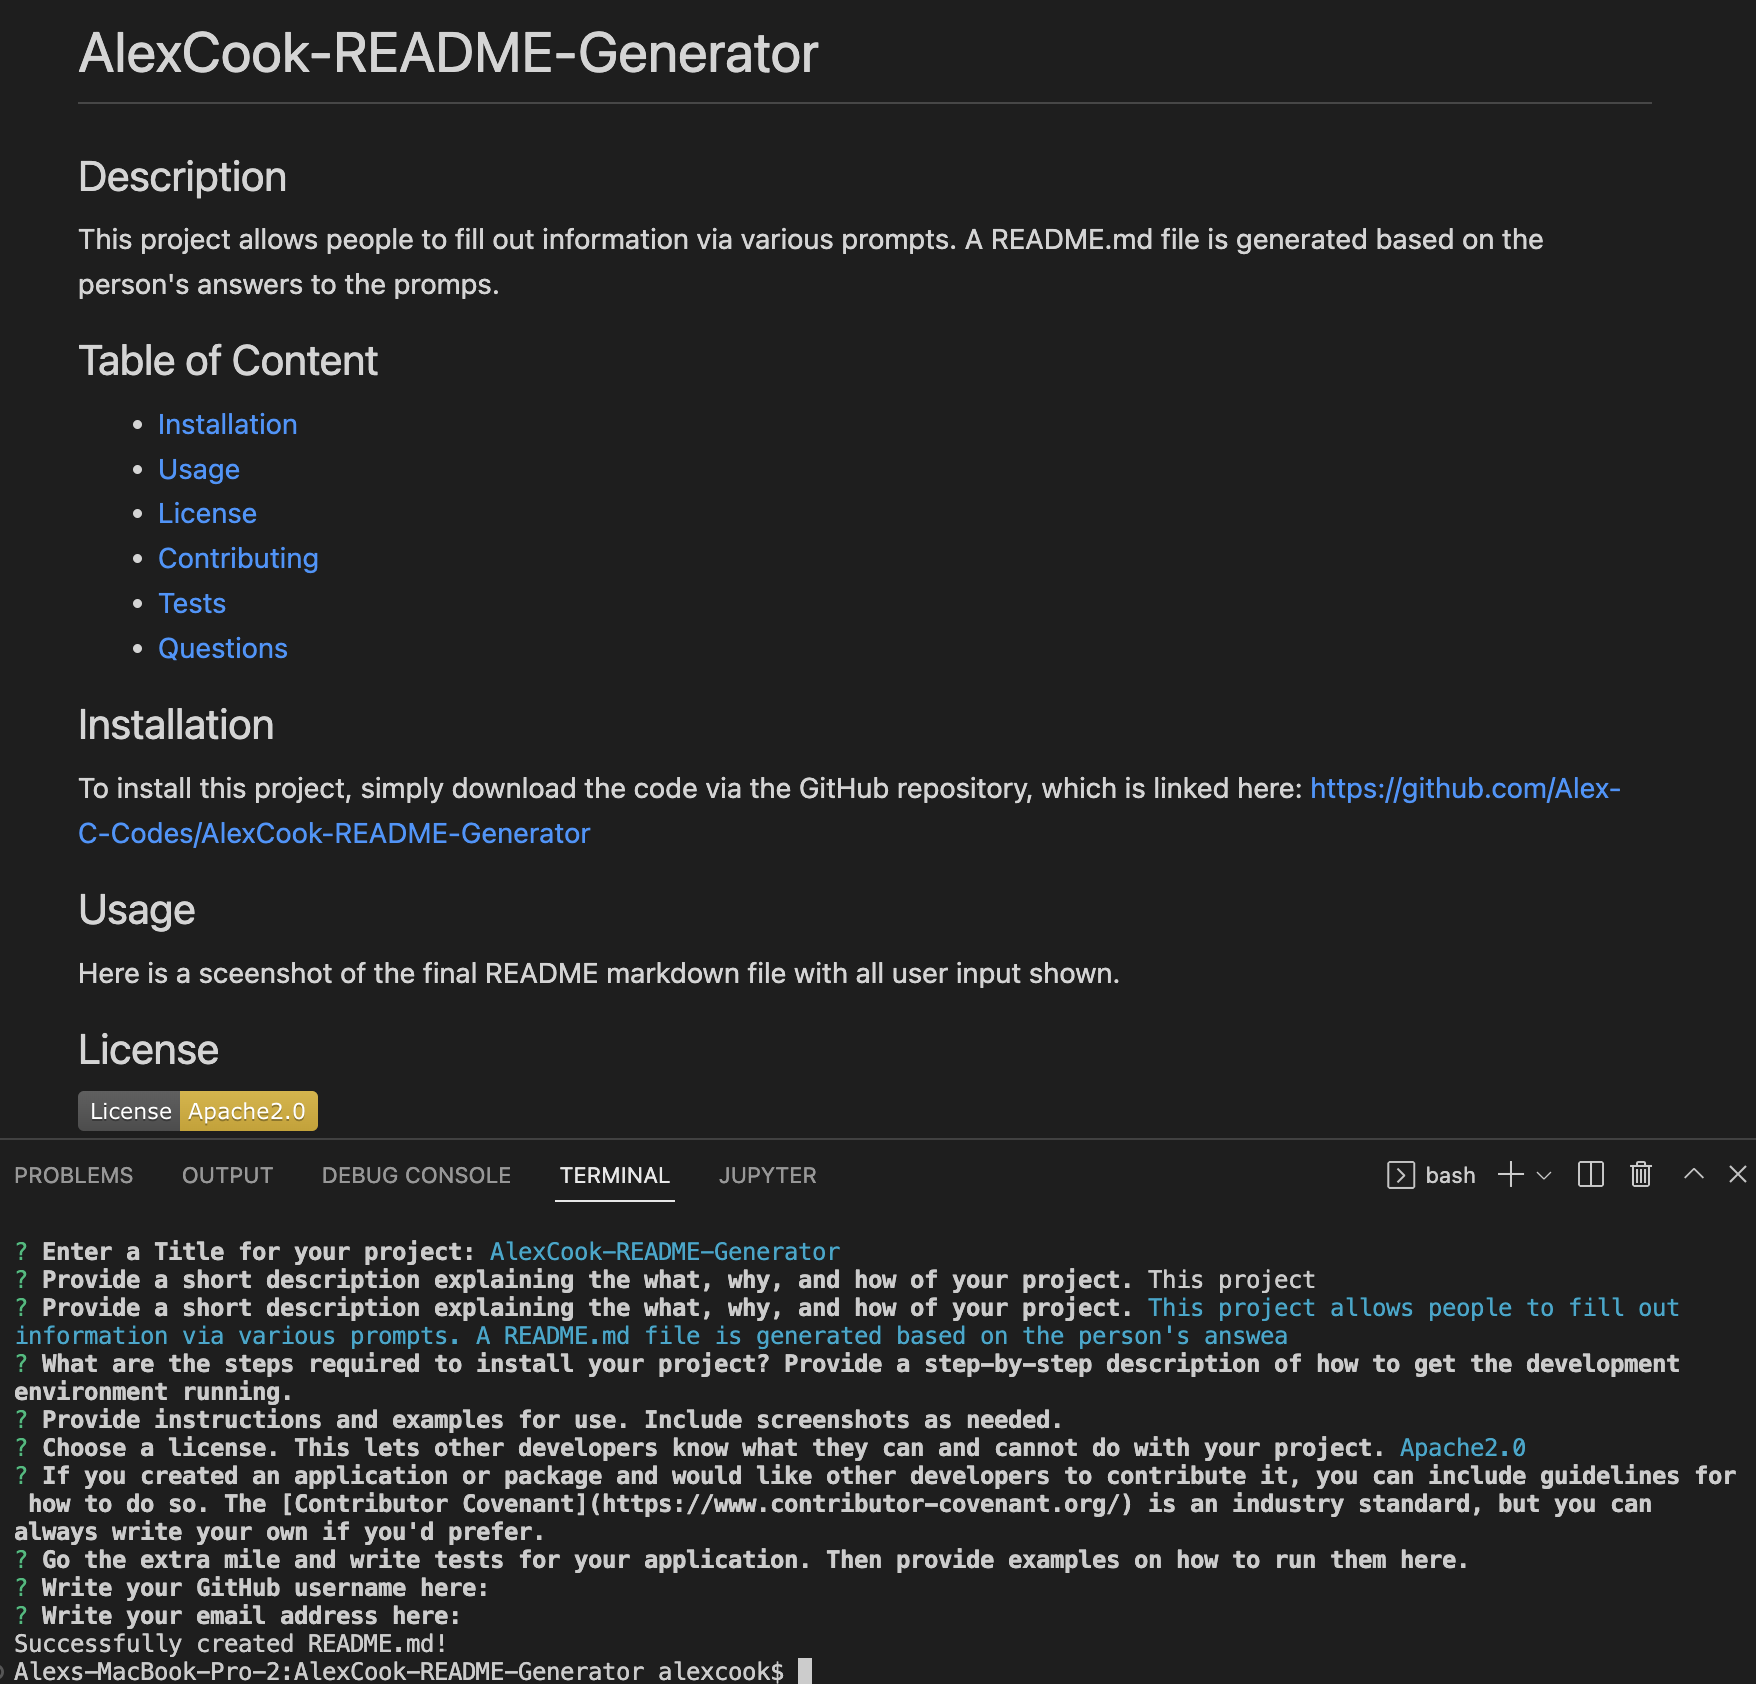 AlexCook-README-Generator
Description
This project allows people to fill out information via various prompts. A README.md file is generated based on the
person's answers to the promps.
Table of Content
• Installation
• Usage
• License
• Contributing
• Tests
• Questions
Installation
To install this project, simply download the code via the GitHub repository, which is linked here: https://github.com/Alex-
C-Codes/AlexCook-README-Generator
Usage
Here is a sceenshot of the final README markdown file with all user input shown.
License
License Apache2.0
PROBLEMS OUTPUT DEBUG CONSOLE TERMINAL JUPYTER bash
? Enter a Title for your project: AlexCook-README-Generator
? Provide a short description explaining the what, why, and how of your project. This project
? Provide a short description explaining the what, why, and how of your project. This project allows people to fill out
information via various prompts. A README.md file is generated based on the person's answea
? What are the steps required to install your project? Provide a step-by-step description of how to get the development
environment running.
? Provide instructions and examples for use. Include screenshots as needed.
? Choose a license. This lets other developers know what they can and cannot do with your project. Apache2.0
? If you created an application or package and would like other developers to contribute it, you can include guidelines for
how to do so. The [Contributor Covenant](https://www.contributor-covenant.org/) is an industry standard, but you can
always write your own if you'd prefer.
? Go the extra mile and write tests for your application. Then provide examples on how to run them here.
? Write your GitHub username here:
? Write your email address here:
Successfully created README.md!
Alexs-MacBook-Pro-2:AlexCook-README-Generator alexcook$